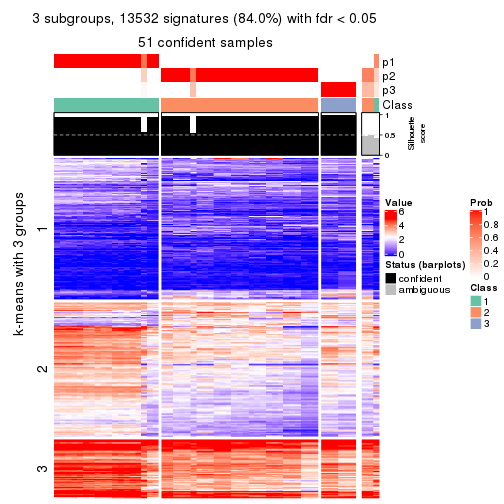 3 subgroups, 13532 signatures (84.0%) with fdr < 0.05
51 confident samples
p1
p2
p3
Class
1
0.5
0
Silhouette
score
k-means with 3 groups
1
2
3
Value
6
4
2
0
Status (barplots)
confident
ambiguous
Prob
1
0.8
0.6
0.4
0.2
0
Class
1
2
3